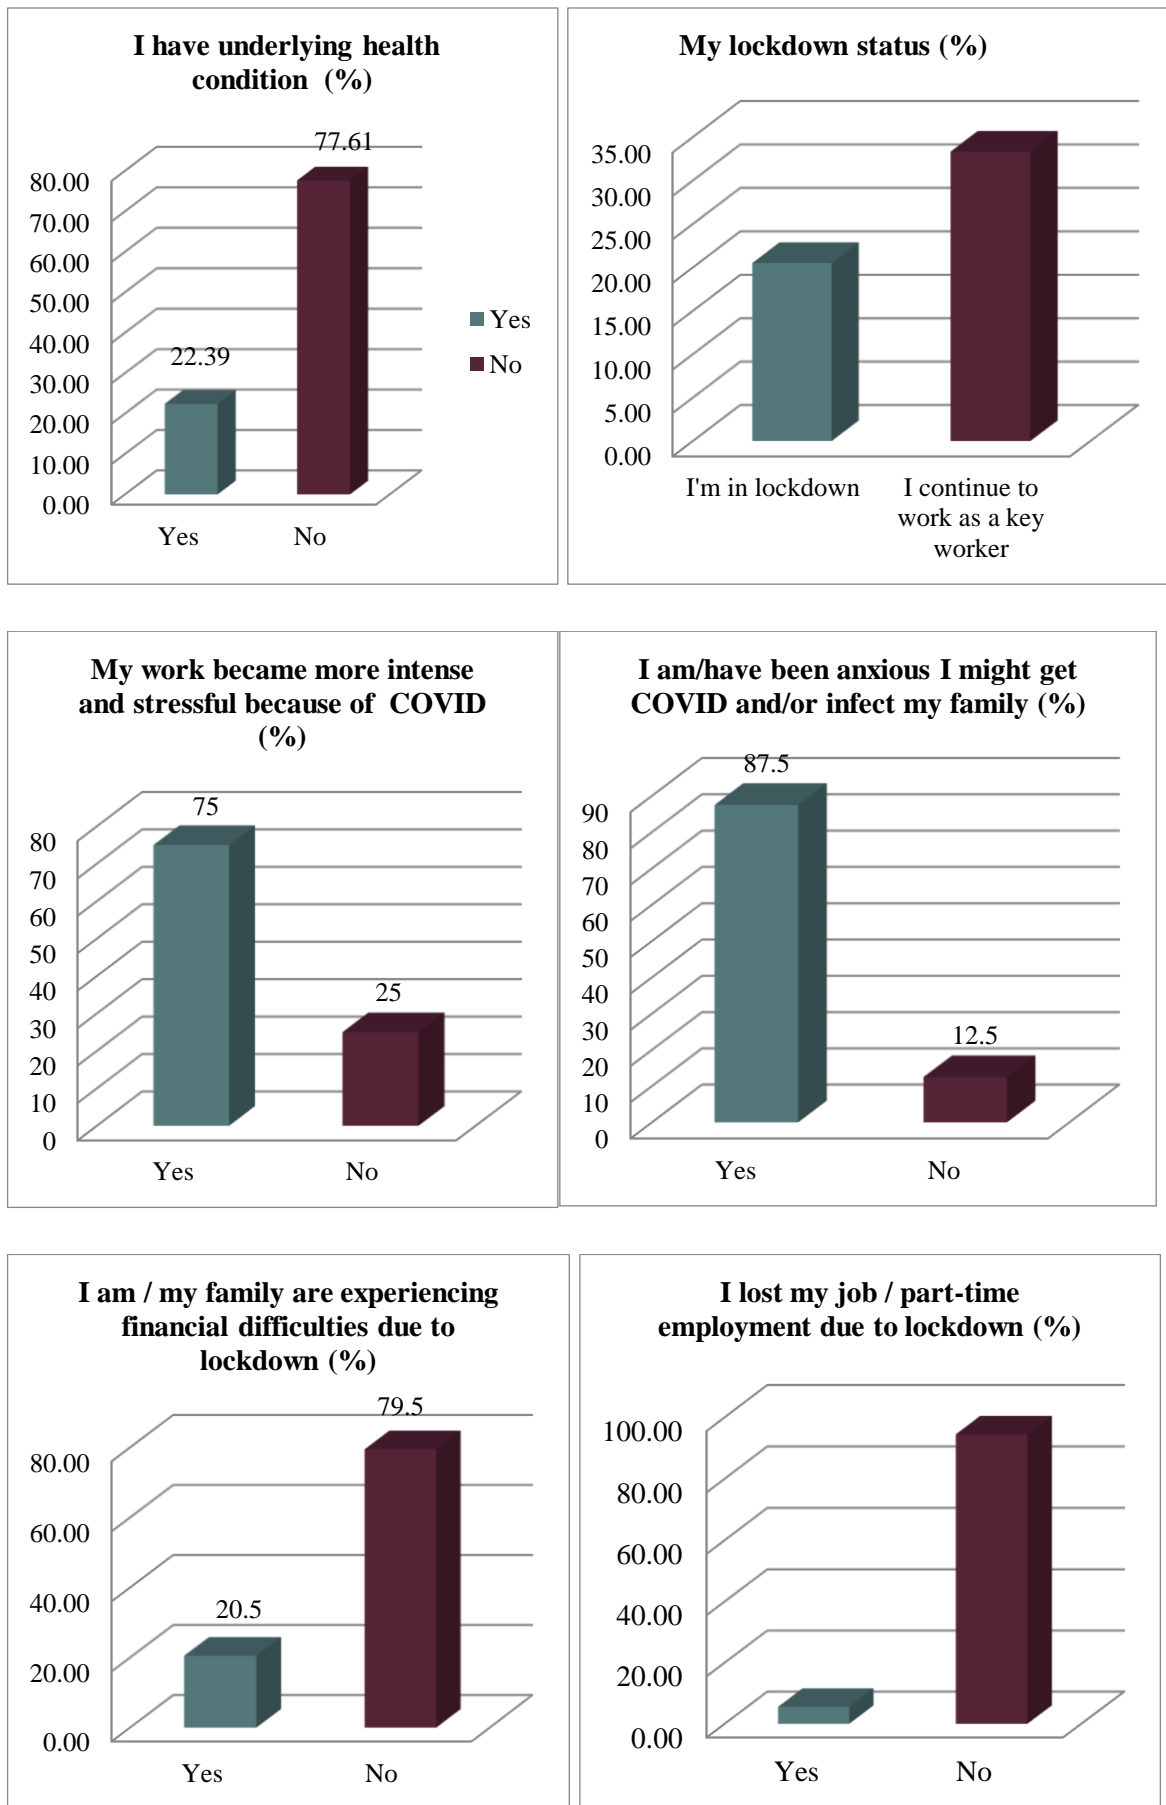 I have underlying health
condition (%)
77.61
80.00
70.00
60.00
50.00
40.00
30.00
20.00
10.00
0.00
22.39
Yes
No
Yes
No
My lockdown status (%)
35.00
30.00
25.00
20.00
15.00
10.00
5.00
0.00
I'm in lockdown
I continue to
work as a key
worker
My work became more intense
and stressful because of COVID
(%)
75
80
70
60
50
40
30
20
10
0
25
Yes
No
I am/have been anxious I might get
COVID and/or infect my family (%)
87.5
90
80
70
60
50
40
30
20
10
0
12.5
Yes
No
I am / my family are experiencing
financial difficulties due to
lockdown (%)
79.5
80.00
60.00
40.00
20.00
0.00
20.5
Yes
No
I lost my job / part-time
employment due to lockdown (%)
100.00
80.00
60.00
40.00
20.00
0.00
Yes
No